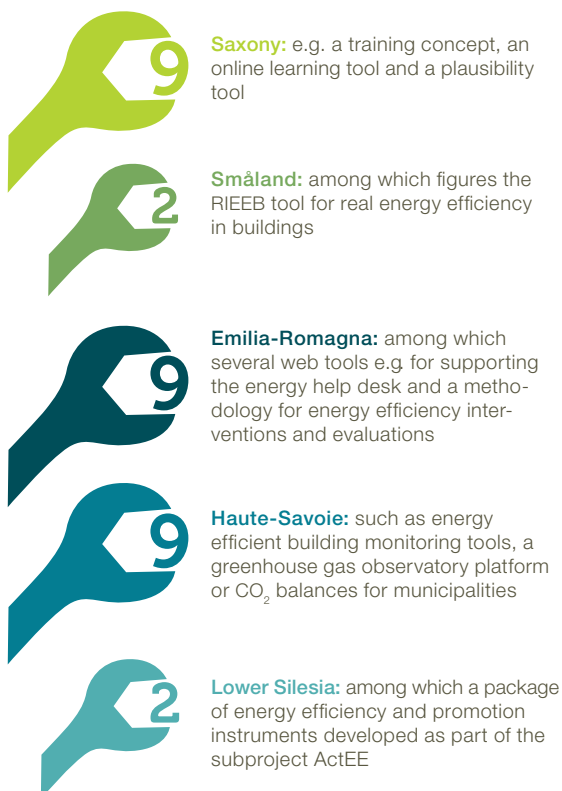 9
Saxony: e.g. a training concept, an
online learning tool and a plausibility
tool
2
Småland: among which figures the
RIEEB tool for real energy efficiency
in buildings
9
Emilia-Romagna: among which
several web tools e.g. for supporting
the energy help desk and a metho-
dology for energy efficiency inter-
ventions and evaluations
9
Haute-Savoie: such as energy
efficient building monitoring tools, a
greenhouse gas observatory platform
or CO₂ balances for municipalities
2
Lower Silesia: among which a package
of energy efficiency and promotion
instruments developed as part of the
subproject ActEE